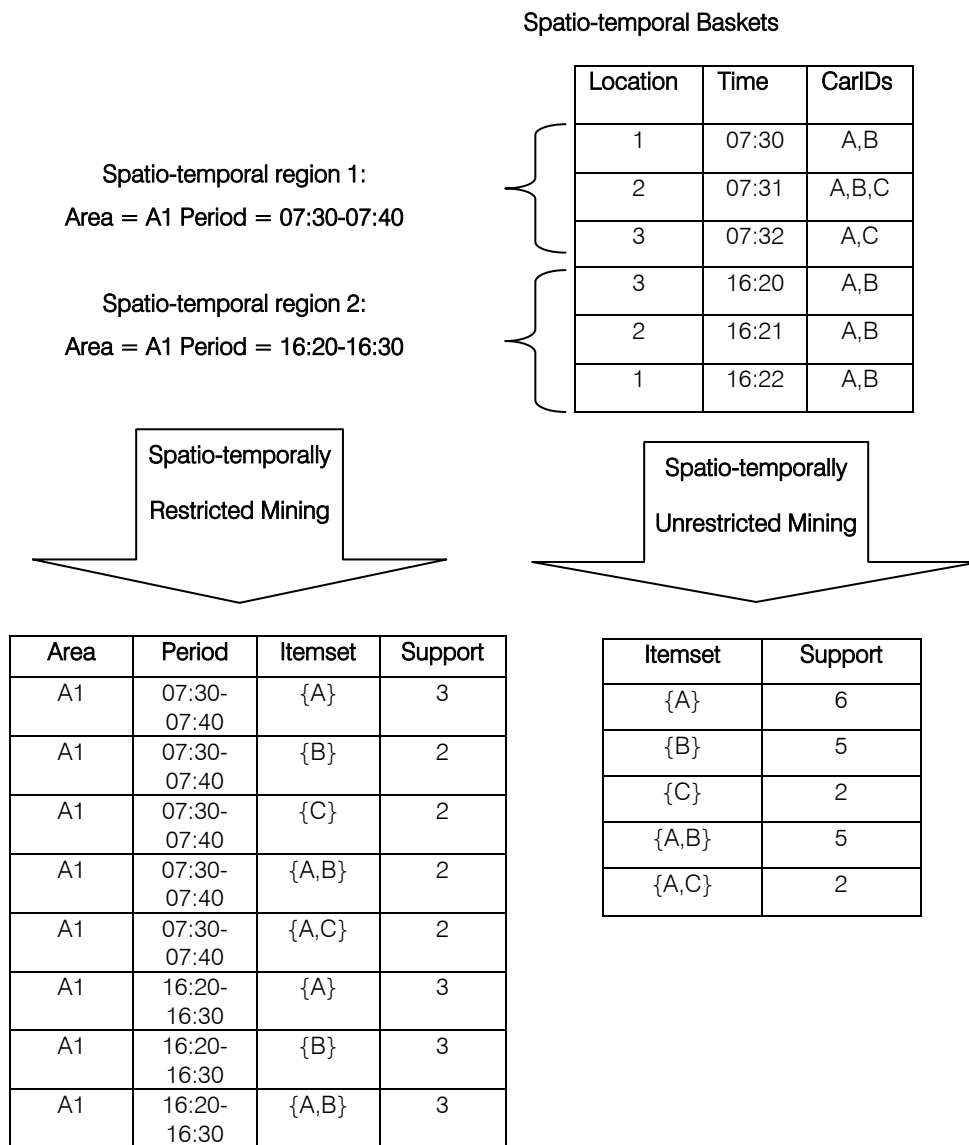 Spatio-temporal Baskets
Location Time CarIDs
1 07:30 A,B
2 07:31 A,B,C
3 07:32 A,C
3 16:20 A,B
2 16:21 A,B
1 16:22 A,B
Spatio-temporal region 1:
Area = A1 Period = 07:30-07:40
Spatio-temporal region 2:
Area = A1 Period = 16:20-16:30
Spatio-temporally
Restricted Mining
Spatio-temporally
Unrestricted Mining
Area Period Itemset Support
A1 07:30- {A} 3
07:40
A1 07:30- {B} 2
07:40
A1 07:30- {C} 2
07:40
A1 07:30- {A,B} 2
07:40
A1 07:30- {A,C} 2
07:40
A1 16:20- {A} 3
16:30
A1 16:20- {B} 3
16:30
A1 16:20- {A,B} 3
16:30
Itemset Support
{A} 6
{B} 5
{C} 2
{A,B} 5
{A,C} 2